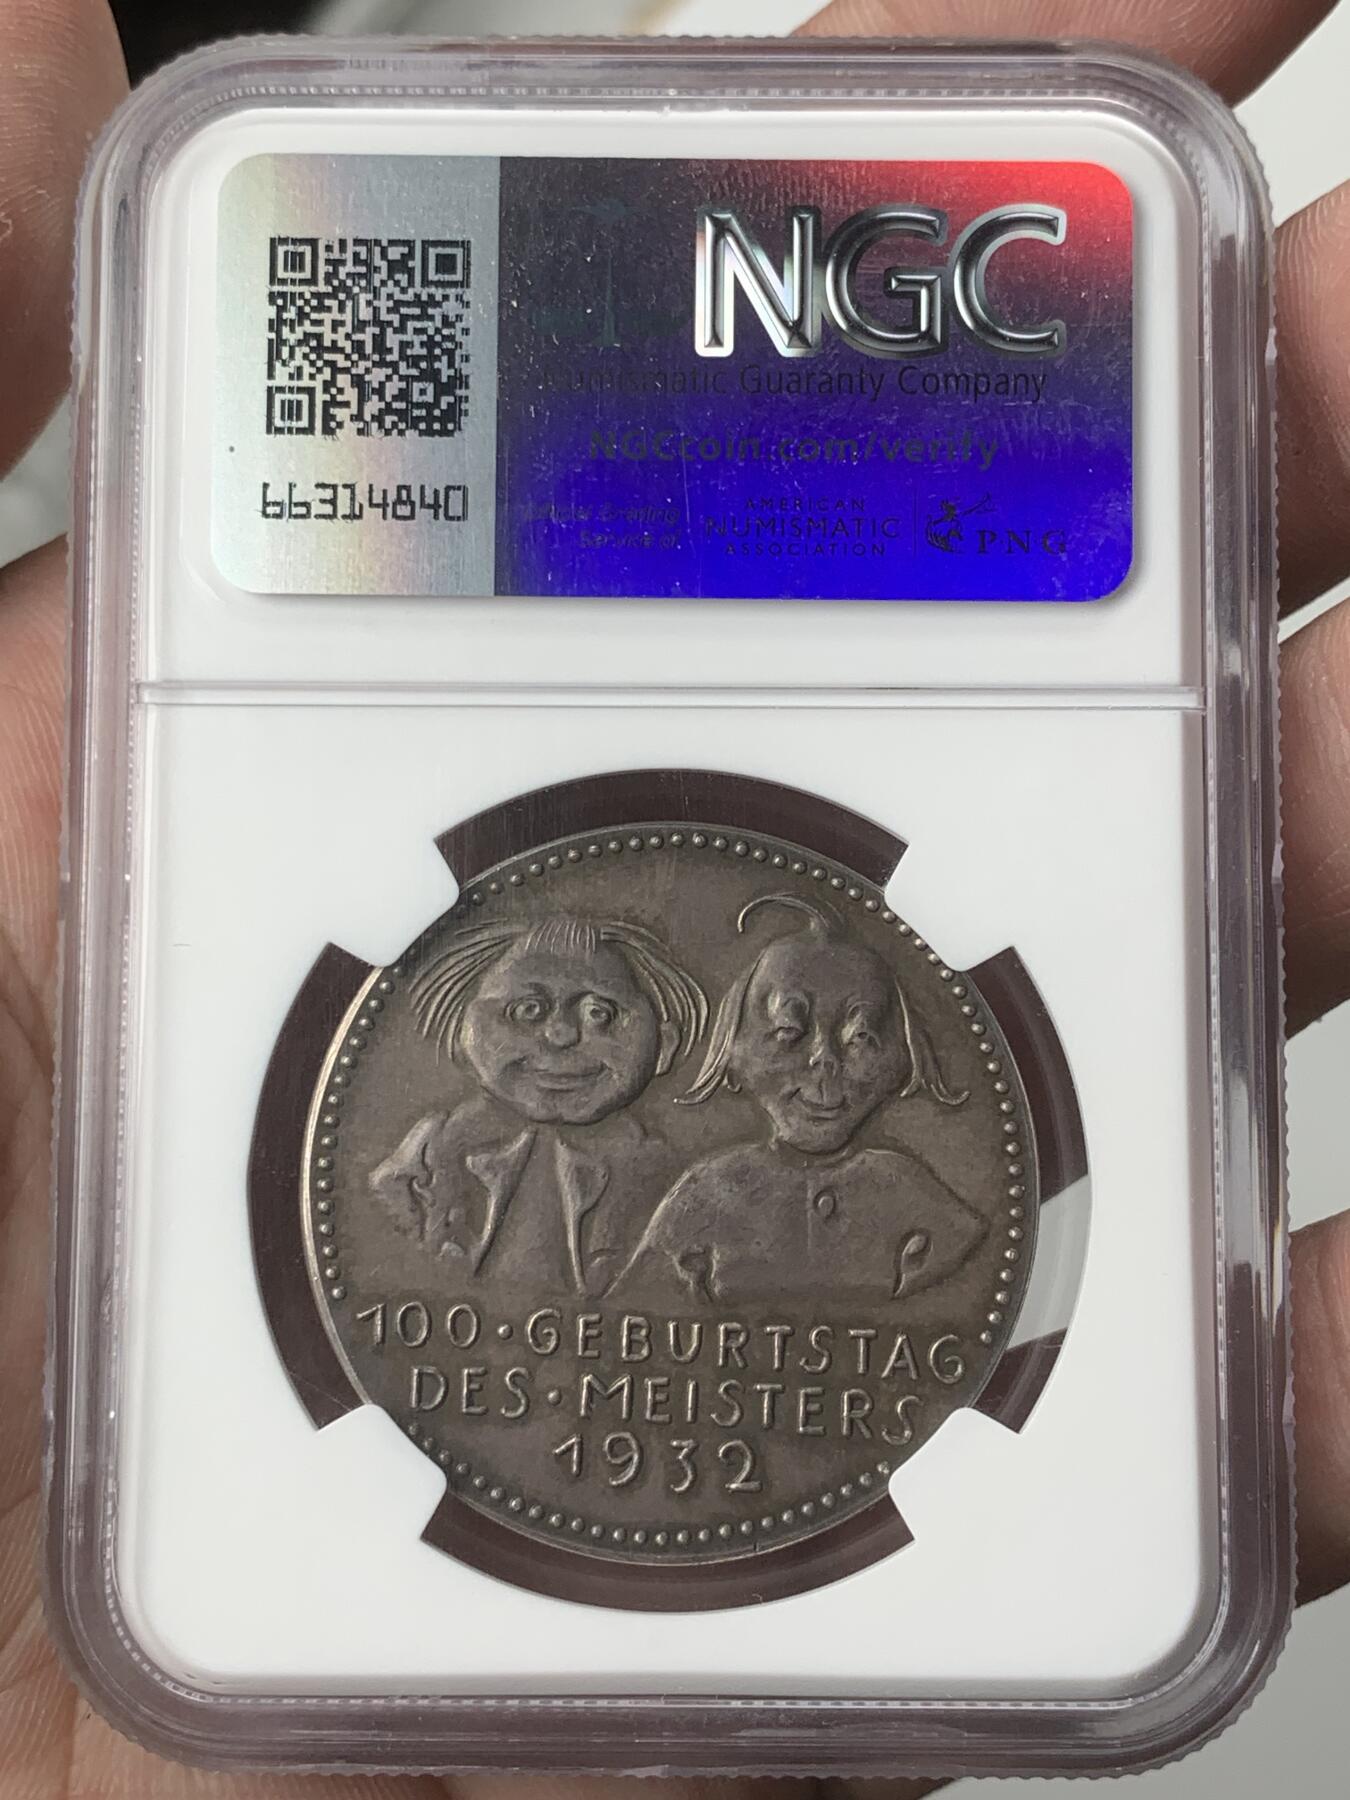 NGC
Numismatic Guaranty Company
NGCcoin.com/verify
66314840
Official Grading
Service of
AMERICAN
NUMISMATIC
ASSOCIATION
PNG
100·GEBURTSTAG
DES·MEISTERS
1932